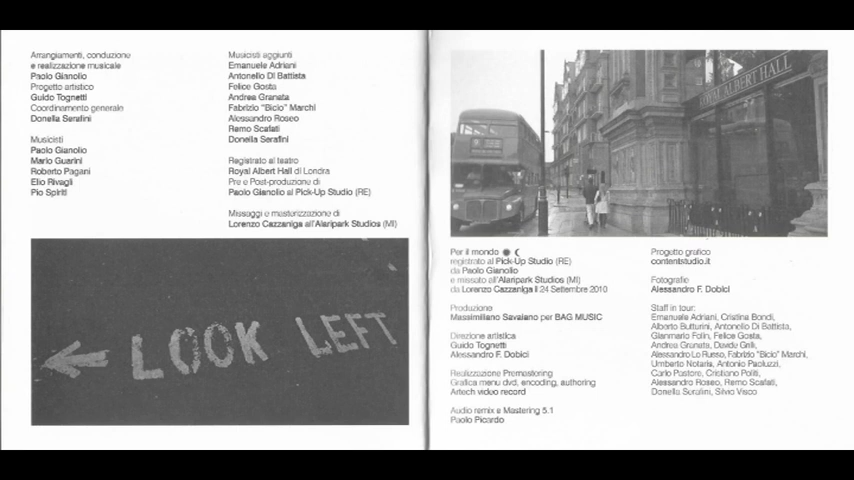 Arrangiamenti, conduzione
e realizzazione musicale
Paolo Gianolio
Progetto artistico
Guido Tognetti
Coordinamento generale
Donella Serafini
Musicisti
Paolo Gianolio
Mario Guarini
Roberto Pagani
Elio Rivagli
Pio Spiriti
Musicisti aggiunti
Emanuele Adriani
Antonello Di Battista
Felice Gosta
Andrea Granata
Fabrizio "Bicio" Marchi
Alessandro Roseo
Remo Scafati
Donella Serafini
Registrato al teatro
Royal Albert Hall di Londra
Pre e Post-produzione di
Paolo Gianolio al Pick-Up Studio (RE)
Missaggi e masterizzazione di
Lorenzo Cazzaniga all'Alaripark Studios (MI)
LOOK LEFT
ROYAL ALBERT HALL
Per il mondo
registrato al Pick-Up Studio (RE)
da Paolo Gianolio
e missato all'Alaripark Studios (MI)
da Lorenzo Cazzaniga il 24 Settembre 2010
Produzione
Massimiliano Savaiano per BAG MUSIC
Direzione artistica
Guido Tognetti
Alessandro F. Dobici
Realizzazione Premastering
Grafica menu dvd, encoding, authoring
Artech video record
Audio remix e Mastering 5.1
Paolo Picardo
Progetto grafico
contentstudio.it
Fotografie
Alessandro F. Dobici
Staff in tour:
Emanuele Adriani, Cristina Bondi,
Alberto Butturini, Antonello Di Battista,
Gianmario Folin, Felice Gosta,
Andrea Granata, Davide Grilli,
Alessandro Lo Russo, Fabrizio "Bicio" Marchi,
Umberto Notaris, Antonio Paoluzzi,
Carlo Pastore, Cristiano Politi,
Alessandro Roseo, Remo Scafati,
Donella Serafini, Silvio Visco